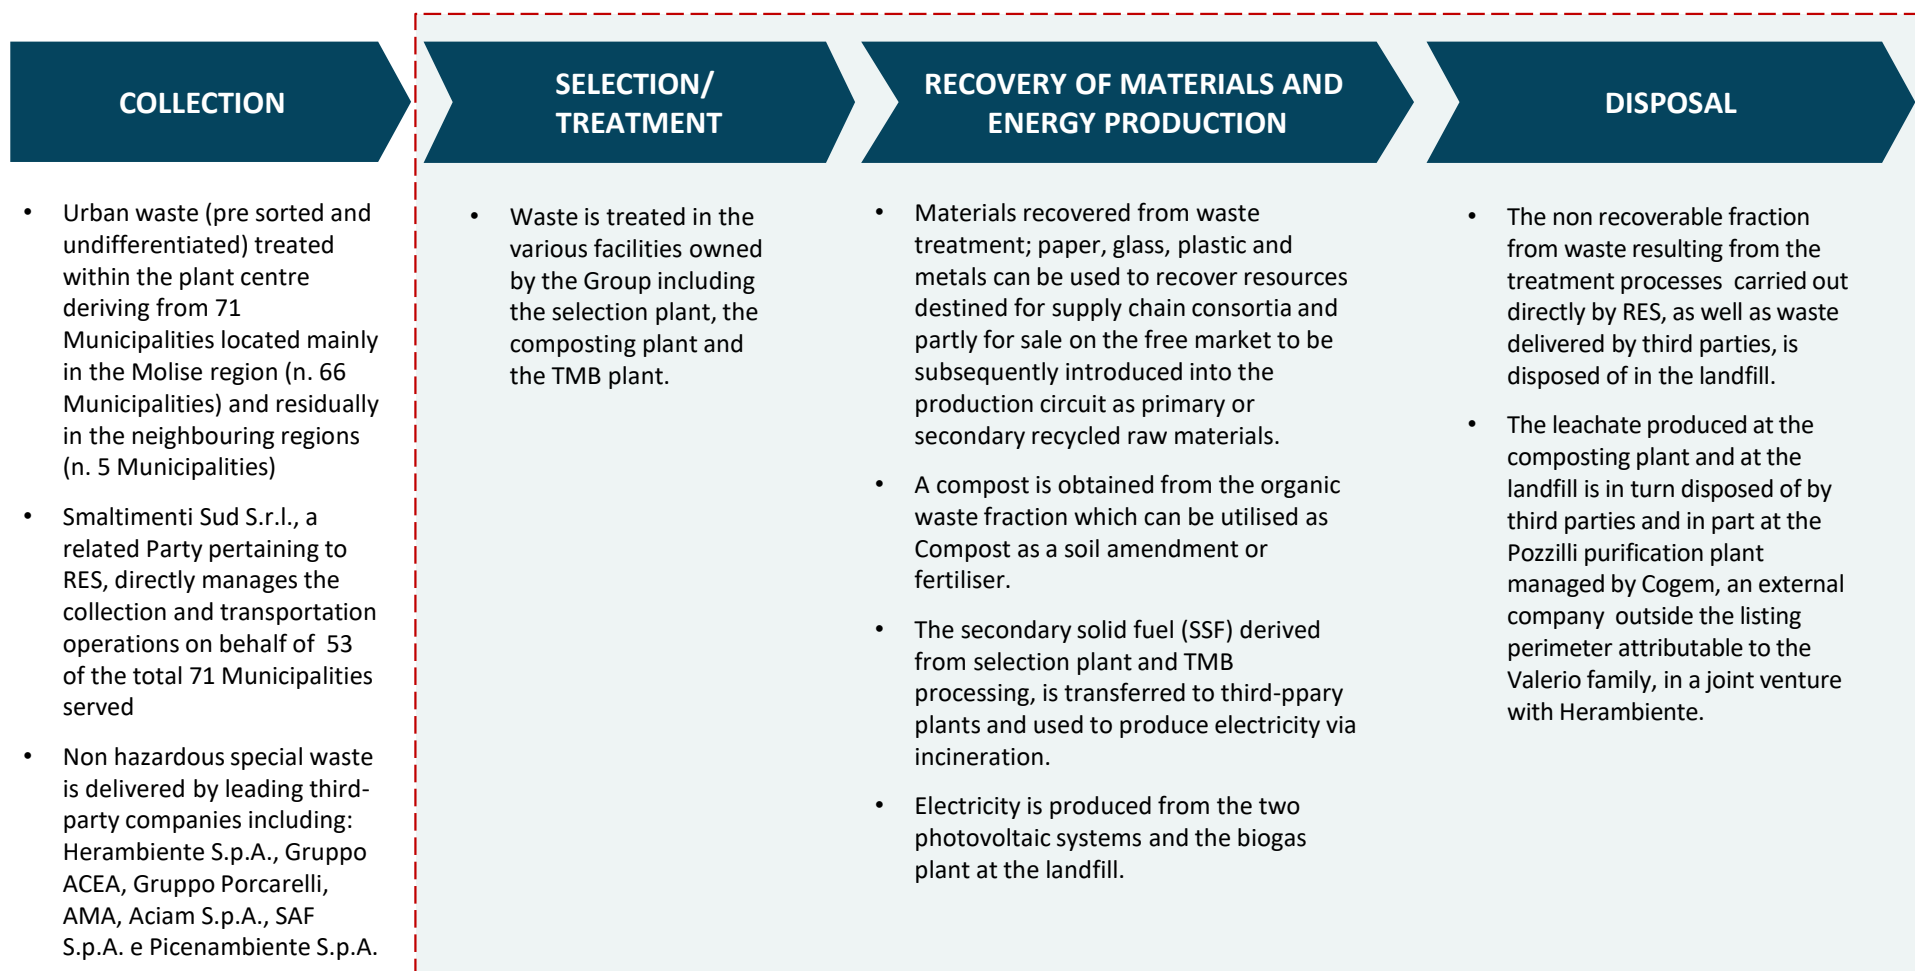 COLLECTION
• Urban waste (pre sorted and
undifferentiated) treated
within the plant centre
deriving from 71
Municipalities located mainly
in the Molise region (n. 66
Municipalities) and residually
in the neighbouring regions
(n. 5 Municipalities)
• Smaltimenti Sud S.r.l., a
related Party pertaining to
RES, directly manages the
collection and transportation
operations on behalf of 53
of the total 71 Municipalities
served
• Non hazardous special waste
is delivered by leading third-
party companies including:
Herambiente S.p.A., Gruppo
ACEA, Gruppo Porcarelli,
AMA, Aciam S.p.A., SAF
S.p.A. e Picenambiente S.p.A.
SELECTION/
TREATMENT
• Waste is treated in the
various facilities owned
by the Group including
the selection plant, the
composting plant and
the TMB plant.
RECOVERY OF MATERIALS AND
ENERGY PRODUCTION
• Materials recovered from waste
treatment; paper, glass, plastic and
metals can be used to recover resources
destined for supply chain consortia and
partly for sale on the free market to be
subsequently introduced into the
production circuit as primary or
secondary recycled raw materials.
• A compost is obtained from the organic
waste fraction which can be utilised as
Compost as a soil amendment or
fertiliser.
• The secondary solid fuel (SSF) derived
from selection plant and TMB
processing, is transferred to third-ppary
plants and used to produce electricity via
incineration.
• Electricity is produced from the two
photovoltaic systems and the biogas
plant at the landfill.
DISPOSAL
• The non recoverable fraction
from waste resulting from the
treatment processes carried out
directly by RES, as well as waste
delivered by third parties, is
disposed of in the landfill.
• The leachate produced at the
composting plant and at the
landfill is in turn disposed of by
third parties and in part at the
Pozzilli purification plant
managed by Cogem, an external
company outside the listing
perimeter attributable to the
Valerio family, in a joint venture
with Herambiente.